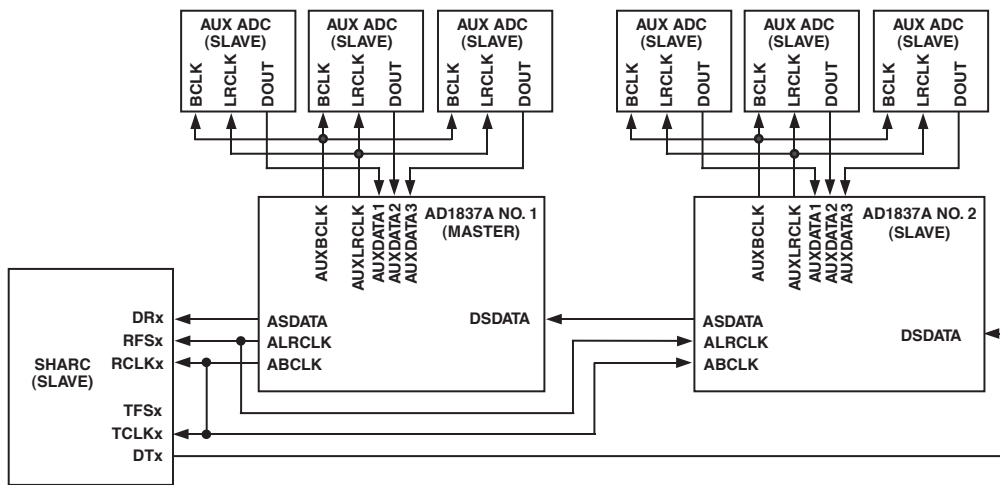 AUX ADC
(SLAVE)
BCLK
LRCLK
DOUT
AUX ADC
(SLAVE)
BCLK
LRCLK
DOUT
AUX ADC
(SLAVE)
BCLK
LRCLK
DOUT
AUX ADC
(SLAVE)
BCLK
LRCLK
DOUT
AUX ADC
(SLAVE)
BCLK
LRCLK
DOUT
AUX ADC
(SLAVE)
BCLK
LRCLK
DOUT
AUXBCLK
AUXLRCLK
AUXDATA1
AUXDATA2
AUXDATA3
AD1837A NO. 1
(MASTER)
ASDATA
ALRCLK
ABCLK
DSDATA
AUXBCLK
AUXLRCLK
AUXDATA1
AUXDATA2
AUXDATA3
AD1837A NO. 2
(SLAVE)
ASDATA
ALRCLK
ABCLK
DSDATA
SHARC
(SLAVE)
DRx
RFSx
RCLKx
TFSx
TCLKx
DTx